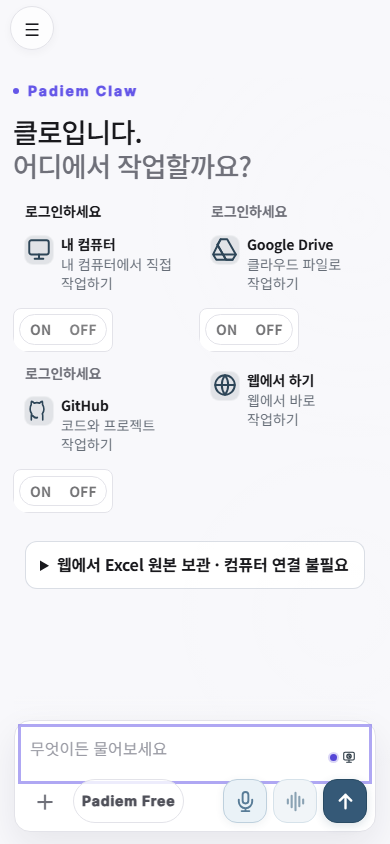 Padiem Claw
클로입니다.
어디에서 작업할까요?
로그인하세요
내 컴퓨터
내 컴퓨터에서 직접
작업하기
ON OFF
로그인하세요
Google Drive
클라우드 파일로
작업하기
ON OFF
로그인하세요
GitHub
코드와 프로젝트
작업하기
ON OFF
웹에서 하기
웹에서 바로
작업하기
웹에서 Excel 원본 보관 · 컴퓨터 연결 불필요
무엇이든 물어보세요
Padiem Free